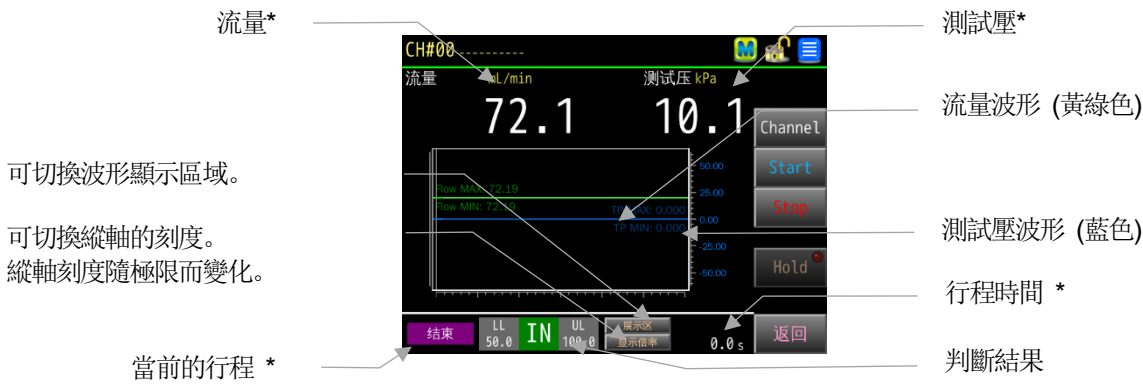 流量*
測試壓*
CH#00----------
M
流量 mL/min 测试压 kPa
72.1 10.1
流量波形 (黃綠色)
Channel
可切換波形顯示區域。
50.00
Start
Flow MAX: 72.19
25.00
Flow MIN: 72.19
TP MAX: 0.000
0.00
Stop
TP MIN: 0.000
可切換縱軸的刻度。
縱軸刻度隨極限而變化。
測試壓波形 (藍色)
-25.00
-50.00
Hold
行程時間 *
结束
LL
50.0
IN
UL
100.0
展示区
显示倍率
0.0 s
返回
當前的行程 *
判斷結果